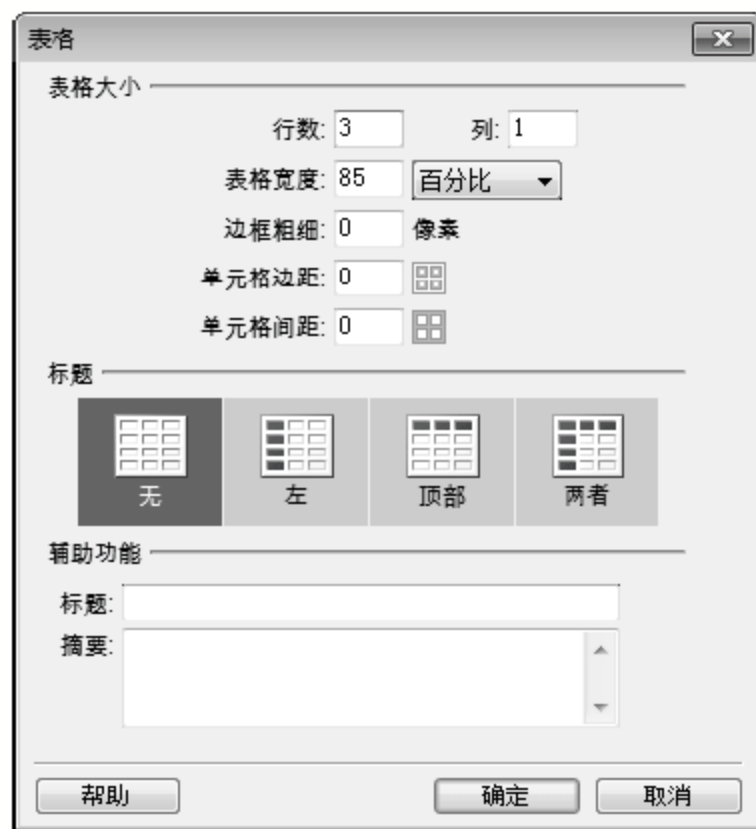 表格
表格大小
行数: 3 列: 1
表格宽度: 85 百分比
边框粗细: 0 像素
单元格边距: 0
单元格间距: 0
标题
无 左 顶部 两者
辅助功能
标题:
摘要:
帮助 确定 取消